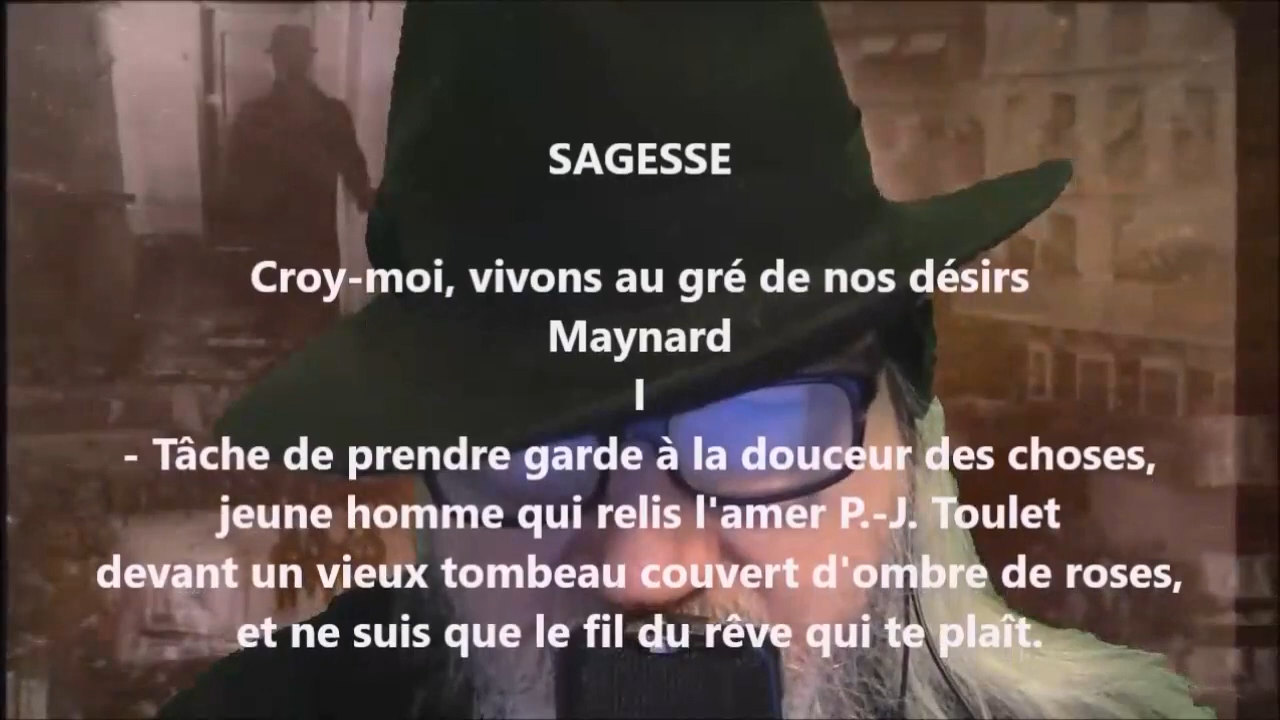 SAGESSE
Croy-moi, vivons au gré de nos désirs
Maynard
I
- Tâche de prendre garde à la douceur des choses,
jeune homme qui relis l'amer P.-J. Toulet
devant un vieux tombeau couvert d'ombre de roses,
et ne suis que le fil du rêve qui te plaît.